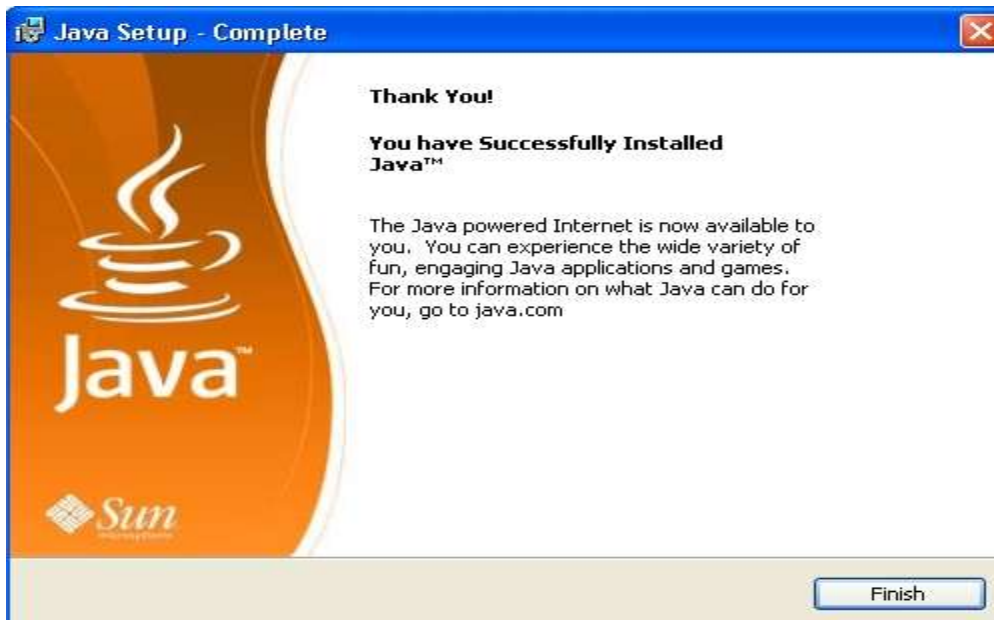 Java Setup - Complete
Thank You!
You have Successfully Installed
Java™
The Java powered Internet is now available to
you.  You can experience the wide variety of
fun, engaging Java applications and games.
For more information on what Java can do for
you, go to java.com
Java™
Sun
microsystems
Finish